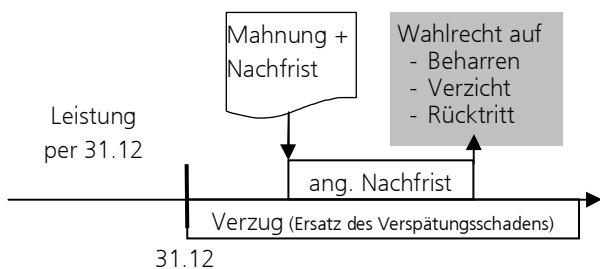 Mahnung +
Nachfrist
Wahlrecht auf
- Beharren
- Verzicht
- Rücktritt
Leistung
per 31.12
ang. Nachfrist
Verzug (Ersatz des Verspätungsschadens)
31.12